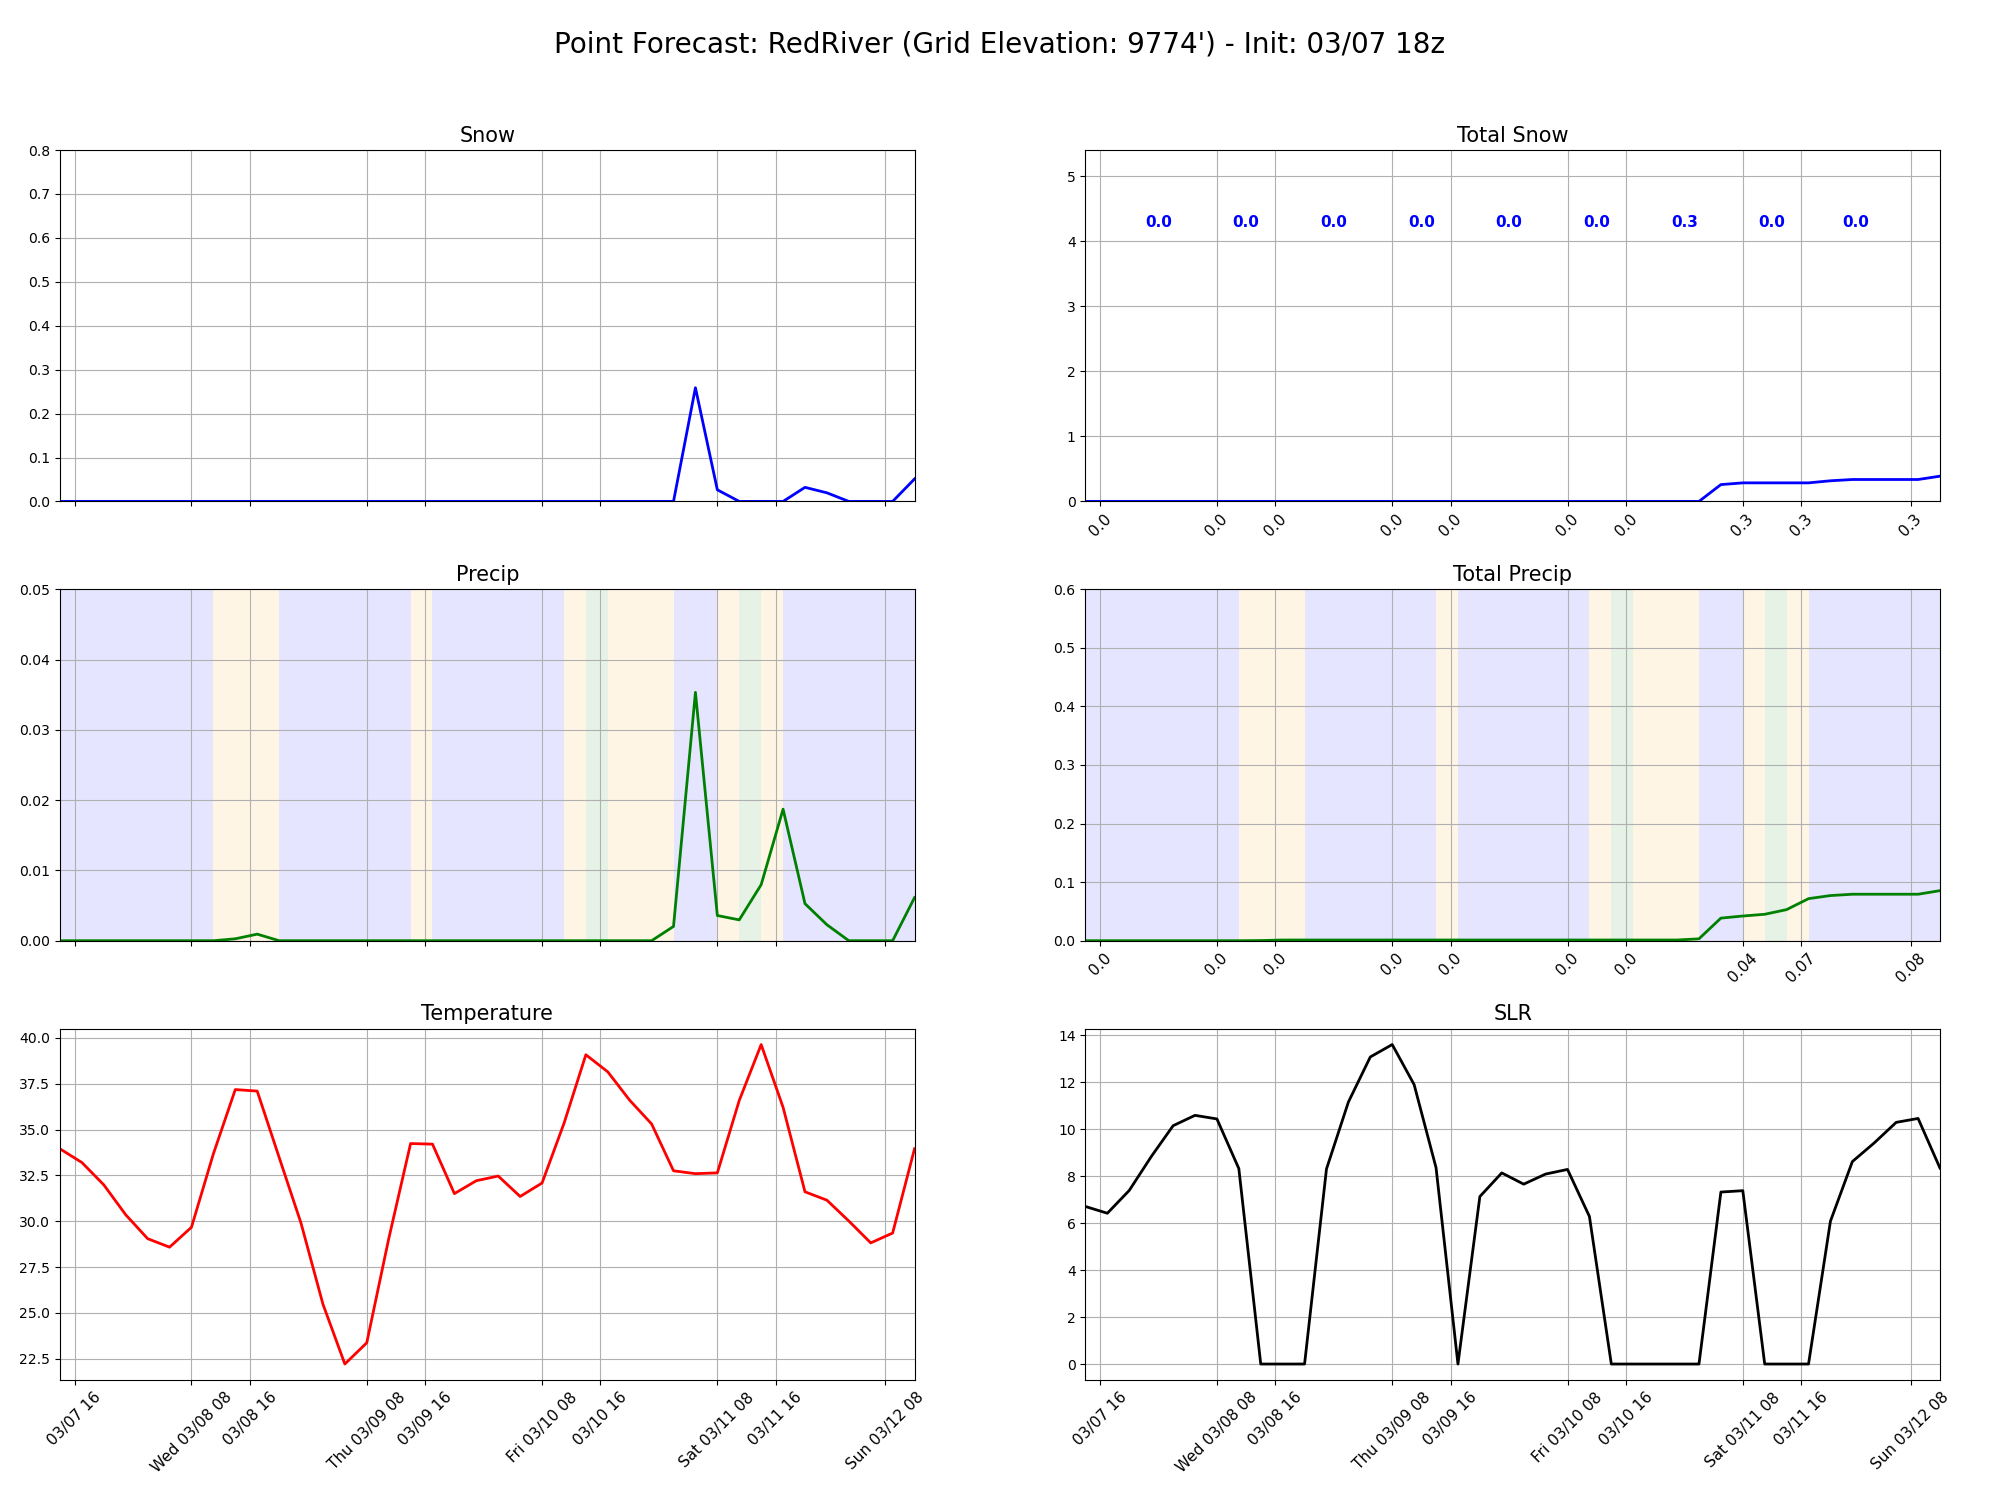 Point Forecast: RedRiver (Grid Elevation: 9774') - Init: 03/07 18z
Snow
0.8
0.7
0.6
0.5
0.4
0.3
0.2
0.1
0.0
Total Snow
5
4
3
2
1
0
0.0 0.0 0.0 0.0 0.0 0.0 0.3 0.0 0.0
0.0 0.0 0.0 0.0 0.0 0.0 0.0 0.3 0.3 0.3
Precip
0.05
0.04
0.03
0.02
0.01
0.00
Total Precip
0.6
0.5
0.4
0.3
0.2
0.1
0.0
0.0 0.0 0.0 0.0 0.0 0.0 0.0 0.04 0.07 0.08
Temperature
40.0
37.5
35.0
32.5
30.0
27.5
25.0
22.5
03/07 16
Wed 03/08 08
03/08 16
Thu 03/09 08
03/09 16
Fri 03/10 08
03/10 16
Sat 03/11 08
03/11 16
Sun 03/12 08
SLR
14
12
10
8
6
4
2
0
03/07 16
Wed 03/08 08
03/08 16
Thu 03/09 08
03/09 16
Fri 03/10 08
03/10 16
Sat 03/11 08
03/11 16
Sun 03/12 08